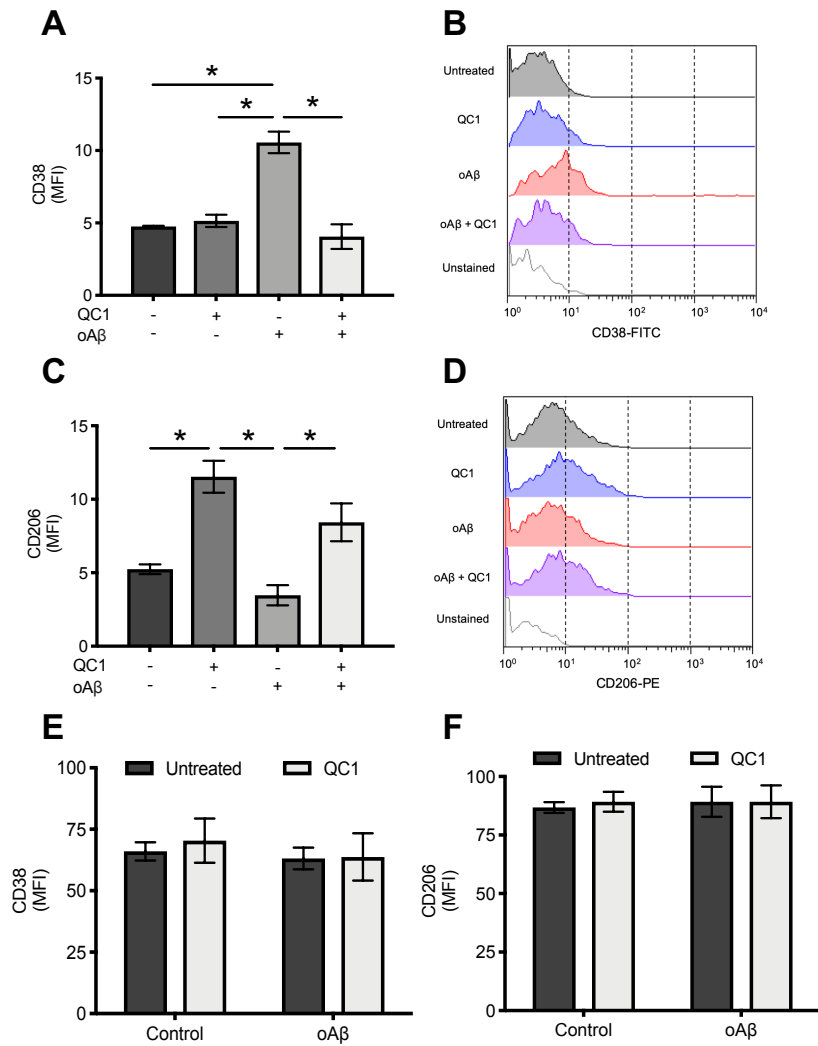 A
15
10
5
0
CD38
(MFI)
*
*
*
QC1 - + - +
oAβ - - + +
B
Untreated
QC1
oAβ
oAβ + QC1
Unstained
10⁰ 10¹ 10² 10³ 10⁴
CD38-FITC
C
15
10
5
0
CD206
(MFI)
* * *
QC1 - + - +
oAβ - - + +
D
Untreated
QC1
oAβ
oAβ + QC1
Unstained
10⁰ 10¹ 10² 10³ 10⁴
CD206-PE
E
Untreated QC1
100
75
50
25
0
CD38
(MFI)
Control oAβ
F
Untreated QC1
100
75
50
25
0
CD206
(MFI)
Control oAβ